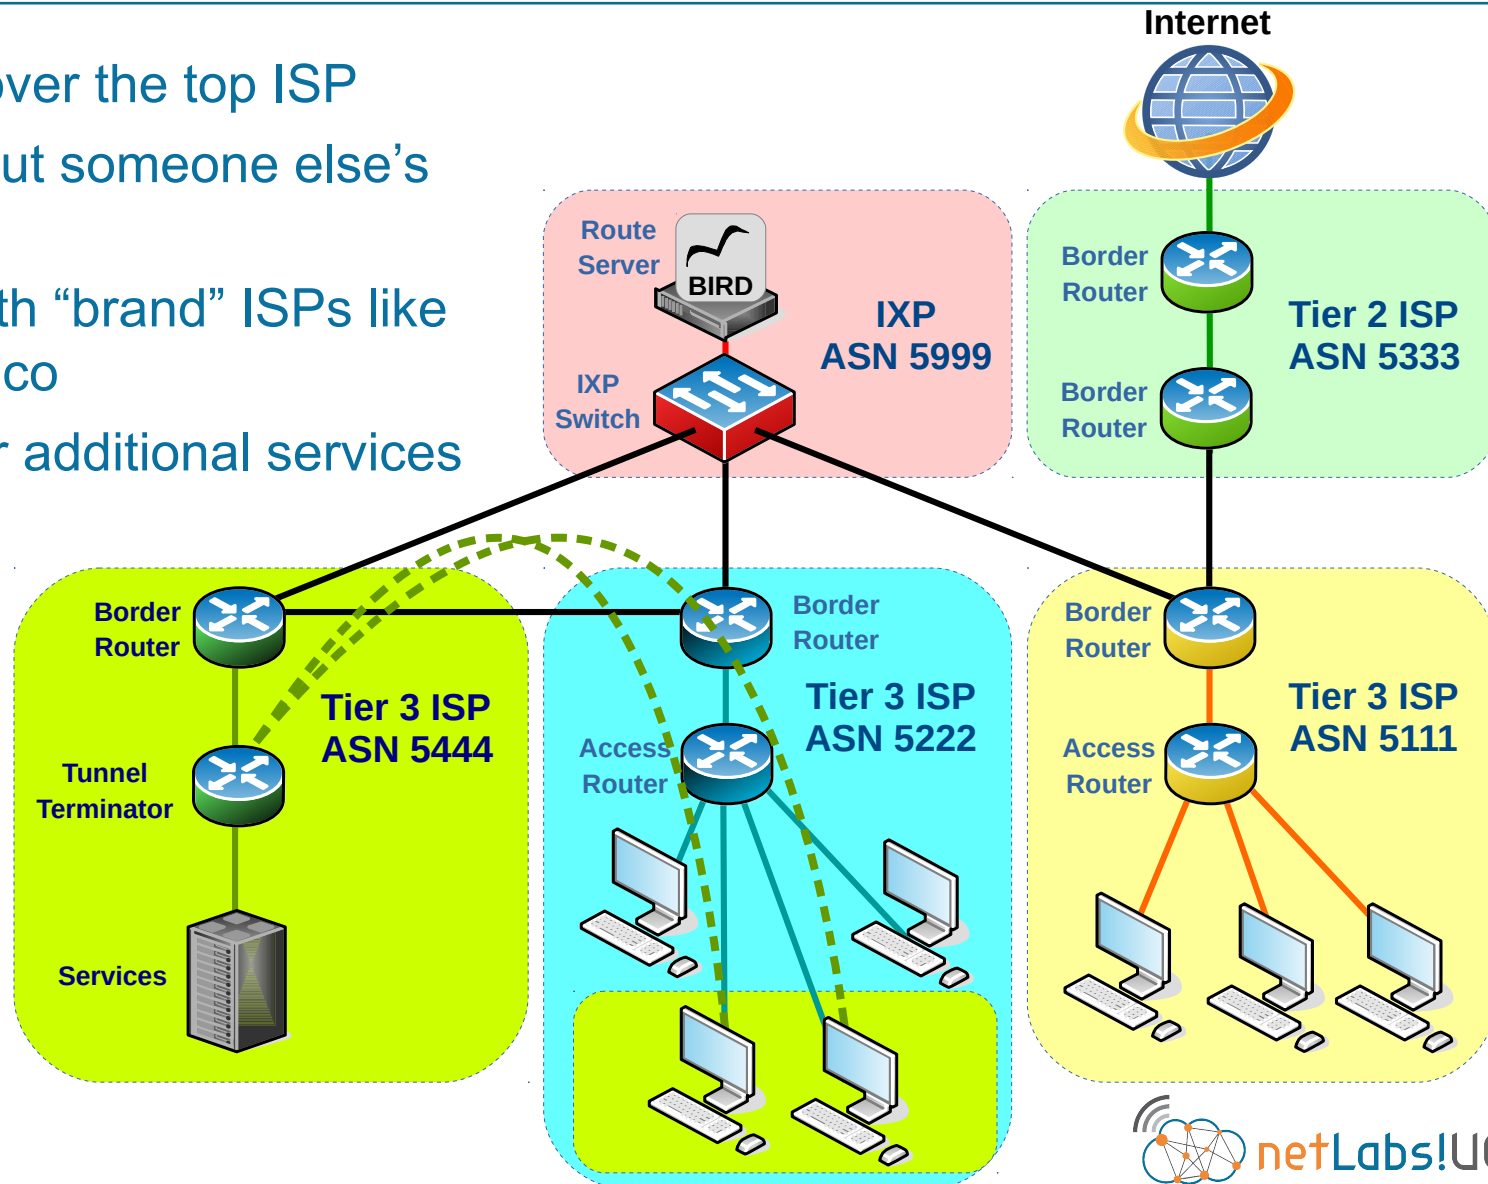 over the top ISP
ut someone else's
th “brand” ISPs like
co
r additional services
Internet
Route
Server
BIRD
IXP
ASN 5999
IXP
Switch
Border
Router
Tier 2 ISP
ASN 5333
Border
Router
Border
Router
Tier 3 ISP
ASN 5444
Tunnel
Terminator
Services
Border
Router
Tier 3 ISP
ASN 5222
Access
Router
Border
Router
Tier 3 ISP
ASN 5111
Access
Router
netLabs!UG